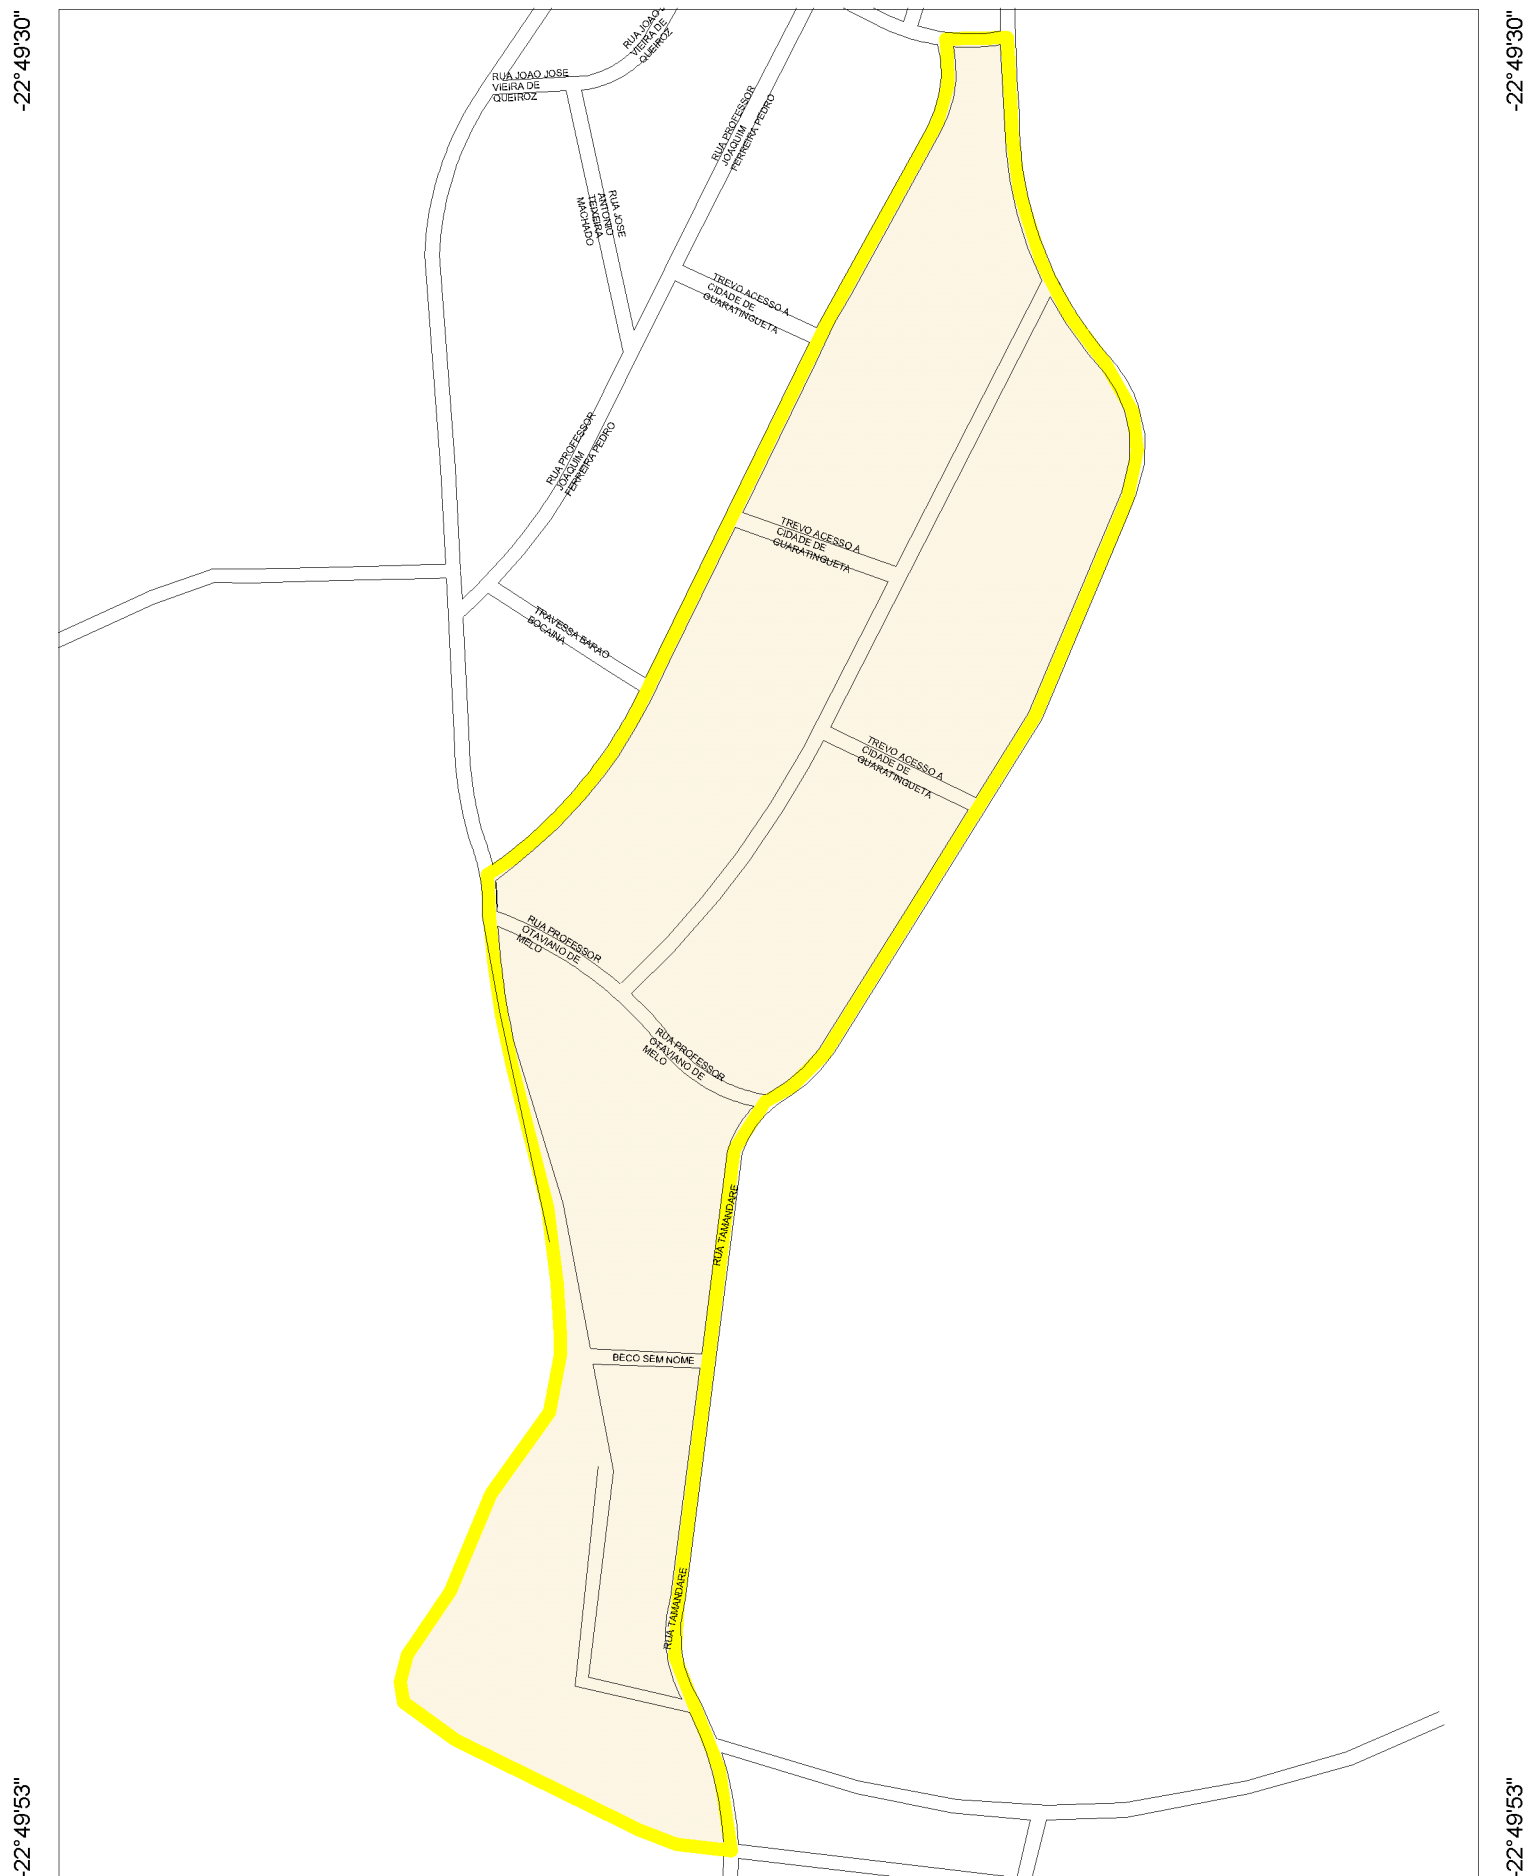 -22°49'30"
-22°49'30"
RUA JOAO
VIEIRA DE
QUEIROZ
RUA JOAO JOSE
VIEIRA DE
QUEIROZ
RUA PROFESSOR
JOAQUIM
FERREIRA PEDRO
RUA JOSE
ANTONIO
TEIXEIRA
MACHADO
TREVO ACESSO A
CIDADE DE
GUARATINGUETA
RUA PROFESSOR
JOAQUIM
FERREIRA PEDRO
TREVO ACESSO A
CIDADE DE
GUARATINGUETA
TRAVESSA BARAO
BOCAINA
TREVO ACESSO A
CIDADE DE
GUARATINGUETA
RUA PROFESSOR
OTAVIANO DE
MELO
RUA PROFESSOR
OTAVIANO DE
MELO
RUA TAMANDARE
BECO SEM NOME
RUA TAMANDARE
-22°49'53"
-22°49'53"